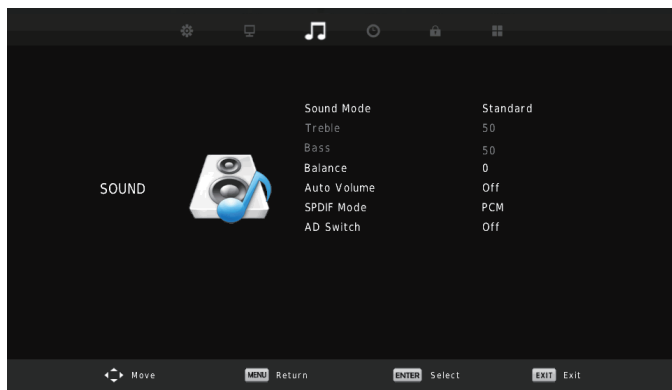 Sound Mode Standard
Treble 50
Bass 50
Balance 0
SOUND
Auto Volume Off
SPDIF Mode PCM
AD Switch Off
Move MENU Return ENTER Select EXIT Exit